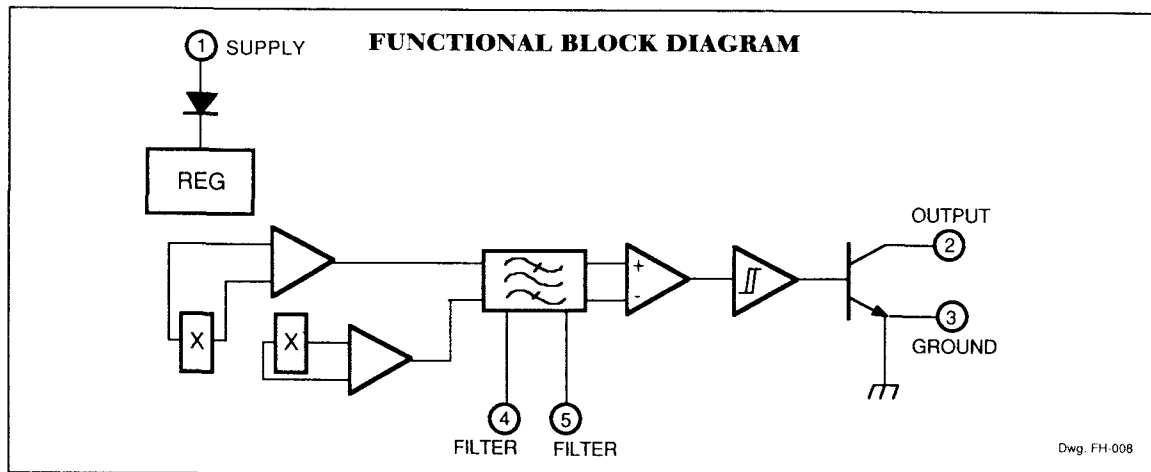 FUNCTIONAL BLOCK DIAGRAM
1 SUPPLY
REG
X
X
+
-
OUTPUT
2
3
GROUND
4
5
FILTER
FILTER
Dwg. FH-008